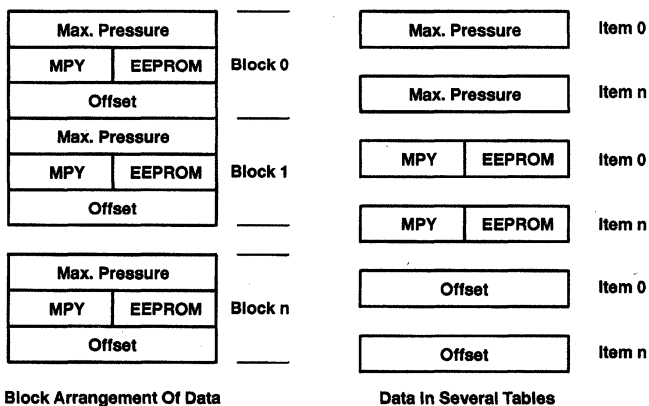 Max. Pressure
MPY EEPROM Block 0
Offset
Max. Pressure
MPY EEPROM Block 1
Offset
Max. Pressure
MPY EEPROM Block n
Offset
Block Arrangement Of Data
Max. Pressure Item 0
Max. Pressure Item n
MPY EEPROM Item 0
MPY EEPROM Item n
Offset Item 0
Offset Item n
Data In Several Tables